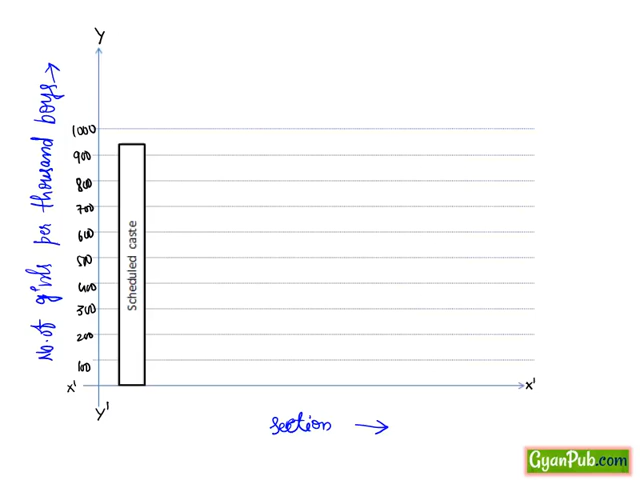 Y
No. of girls per thousand boys →
1000
900
800
700
600
500
400
300
200
100
Scheduled caste
X'
X'
Y'
section →
GyanPub.com